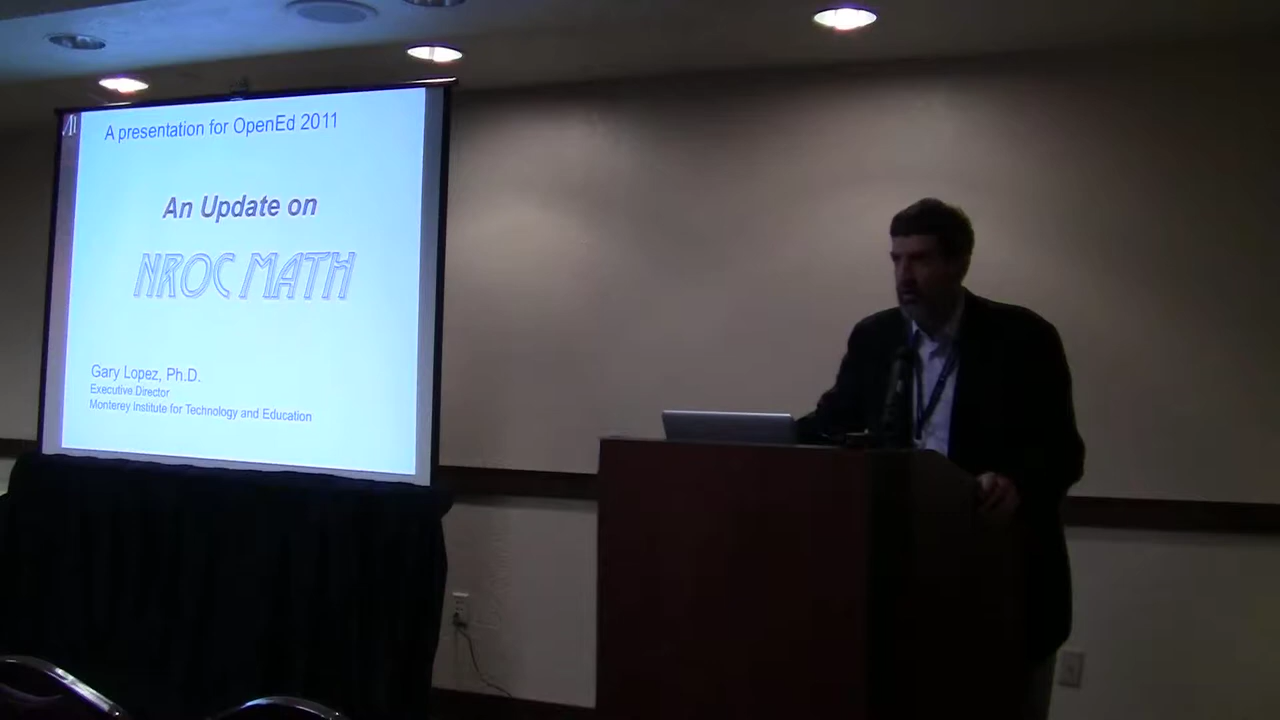 A presentation for OpenEd 2011
An Update on
NROC MATH
Gary Lopez, Ph.D.
Executive Director
Monterey Institute for Technology and Education